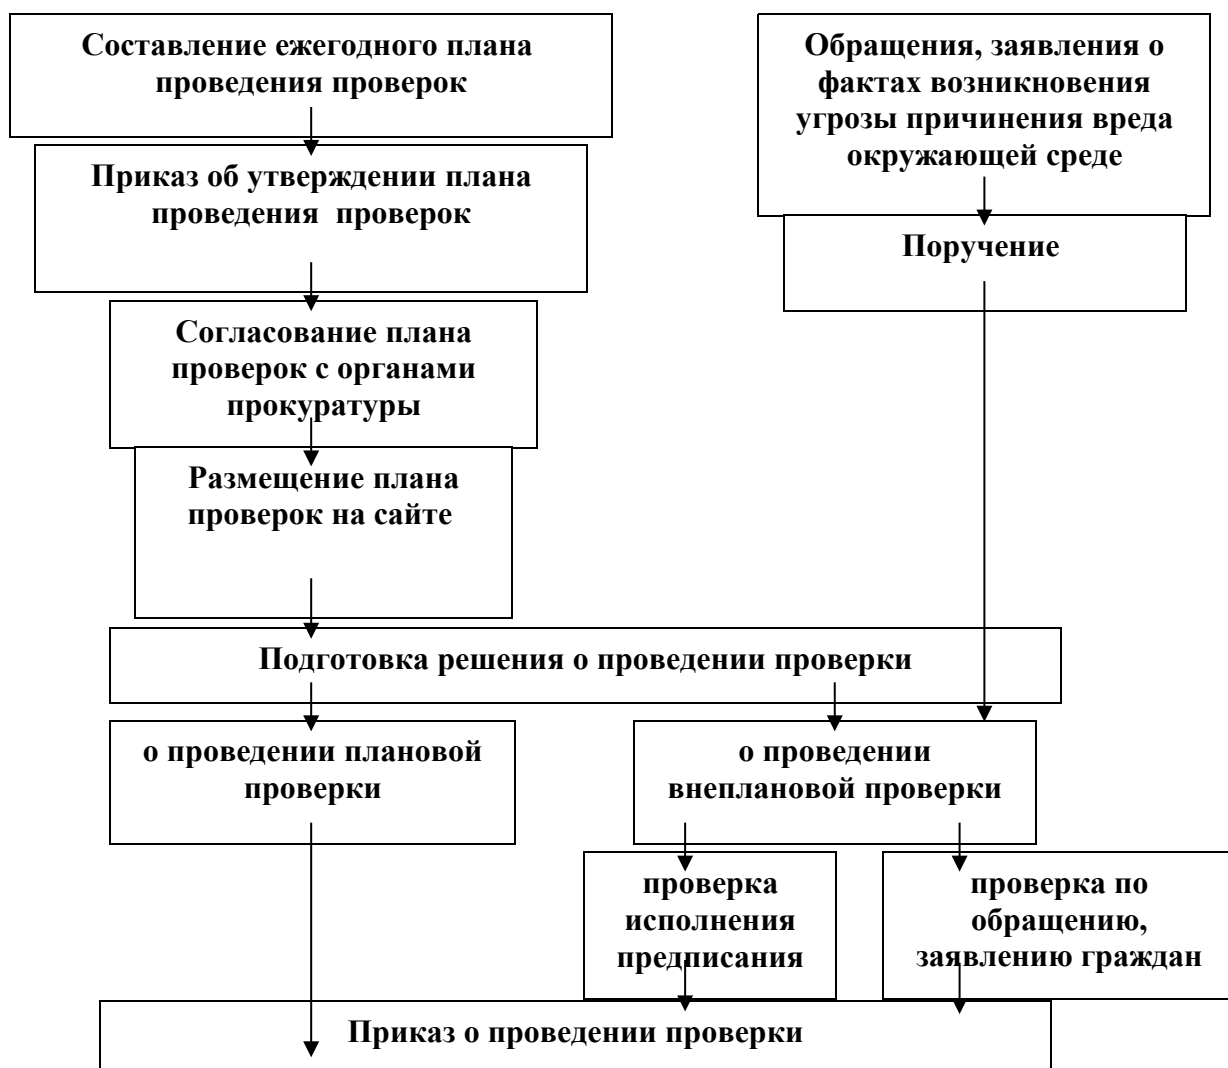 Составление ежегодного плана
проведения проверок
Обращения, заявления о
фактах возникновения
угрозы причинения вреда
окружающей среде
Приказ об утверждении плана
проведения  проверок
Поручение
Согласование плана
проверок с органами
прокуратуры
Размещение плана
проверок на сайте
Подготовка решения о проведении проверки
о проведении плановой
проверки
о проведении
внеплановой проверки
проверка
исполнения
предписания
проверка по
обращению,
заявлению граждан
Приказ о проведении проверки